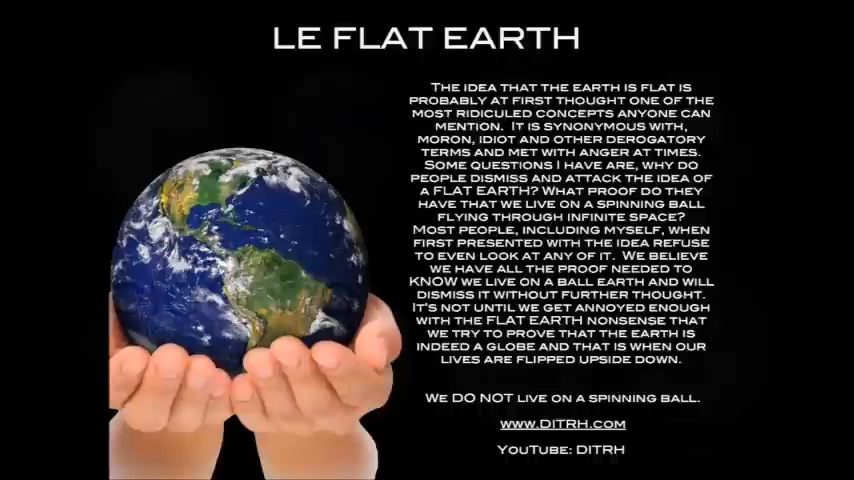 LE FLAT EARTH
THE IDEA THAT THE EARTH IS FLAT IS
PROBABLY AT FIRST THOUGHT ONE OF THE
MOST RIDICULED CONCEPTS ANYONE CAN
MENTION. IT IS SYNONYMOUS WITH,
MORON, IDIOT AND OTHER DEROGATORY
TERMS AND MET WITH ANGER AT TIMES.
SOME QUESTIONS I HAVE ARE, WHY DO
PEOPLE DISMISS AND ATTACK THE IDEA OF
A FLAT EARTH? WHAT PROOF DO THEY
HAVE THAT WE LIVE ON A SPINNING BALL
FLYING THROUGH INFINITE SPACE?
MOST PEOPLE, INCLUDING MYSELF, WHEN
FIRST PRESENTED WITH THE IDEA REFUSE
TO EVEN LOOK AT ANY OF IT. WE BELIEVE
WE HAVE ALL THE PROOF NEEDED TO
KNOW WE LIVE ON A BALL EARTH AND WILL
DISMISS IT WITHOUT FURTHER THOUGHT.
IT'S NOT UNTIL WE GET ANNOYED ENOUGH
WITH THE FLAT EARTH NONSENSE THAT
WE TRY TO PROVE THAT THE EARTH IS
INDEED A GLOBE AND THAT IS WHEN OUR
LIVES ARE FLIPPED UPSIDE DOWN.
WE DO NOT LIVE ON A SPINNING BALL.
WWW.DITRH.COM
YOUTUBE: DITRH